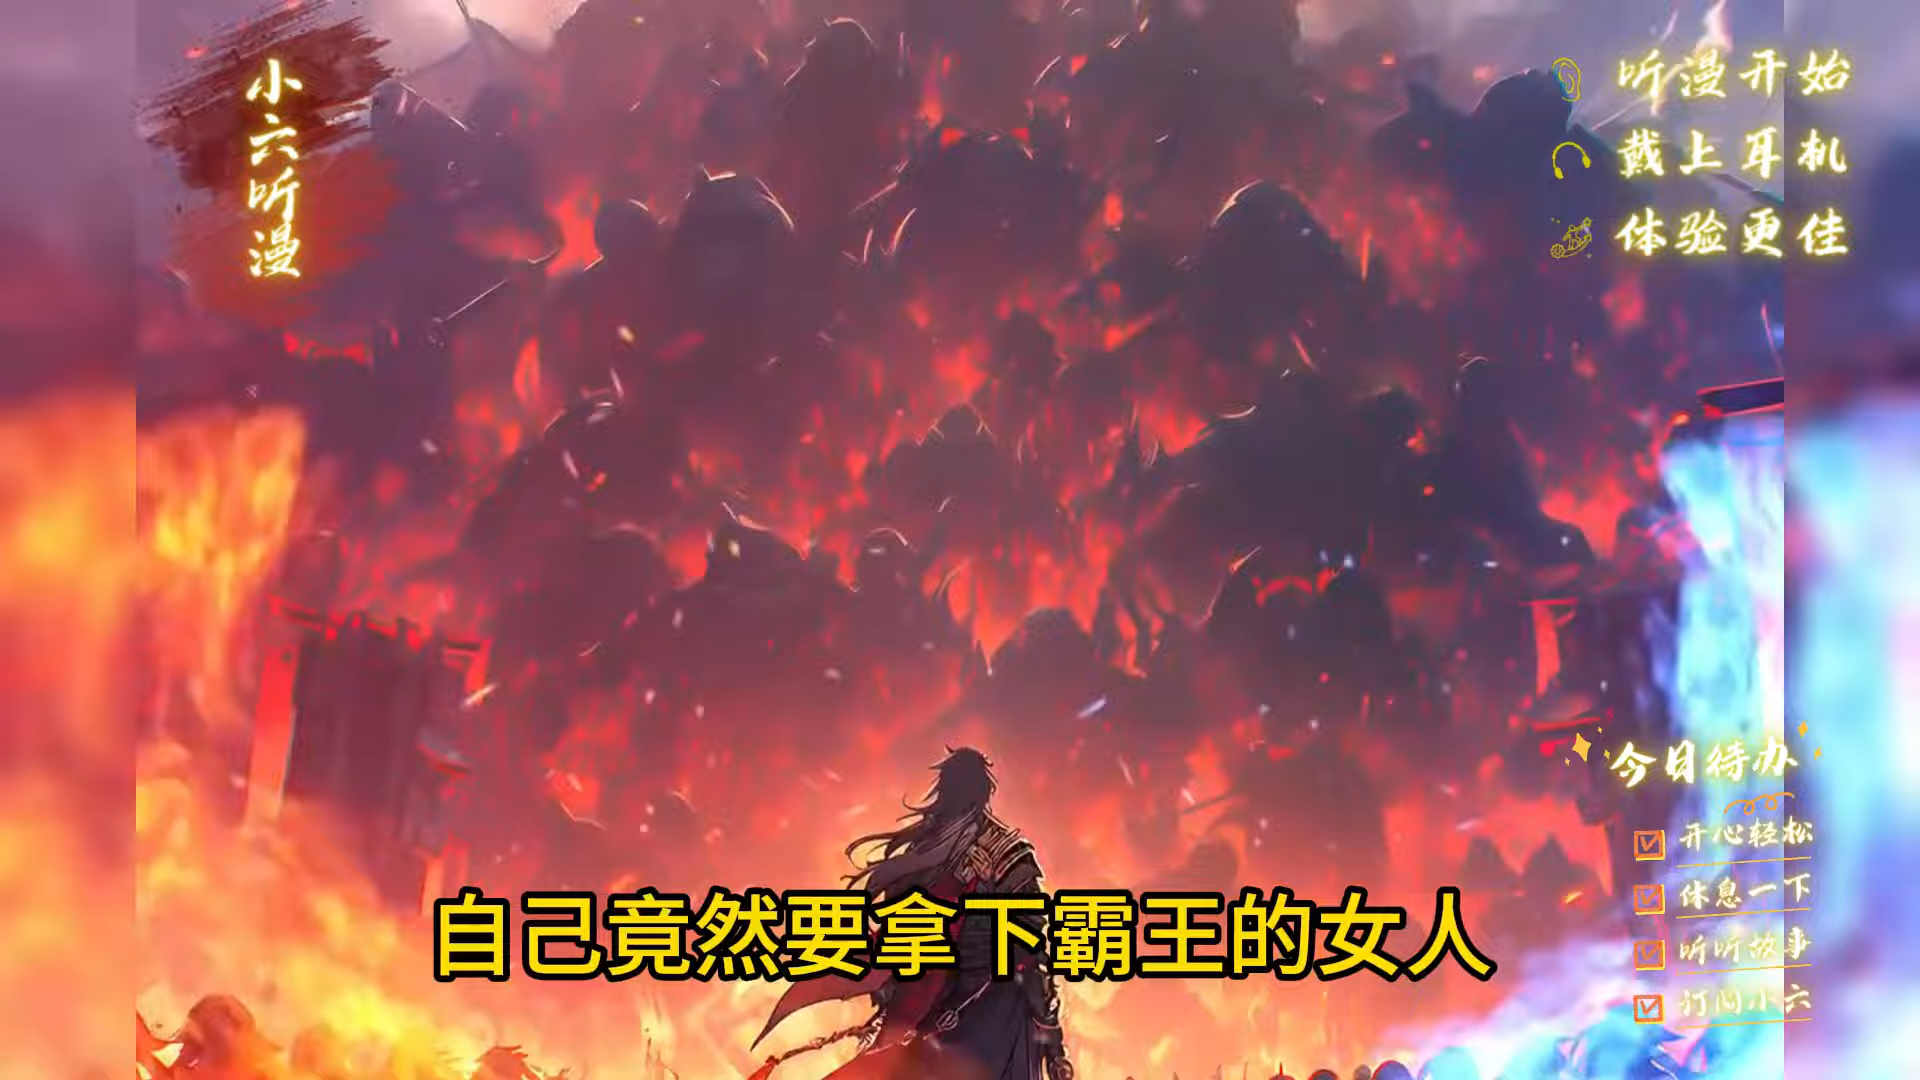 小六听漫
听漫开始
戴上耳机
体验更佳
今日待办
开心轻松
休息一下
听听故事
订阅小六
自己竟然要拿下霸王的女人